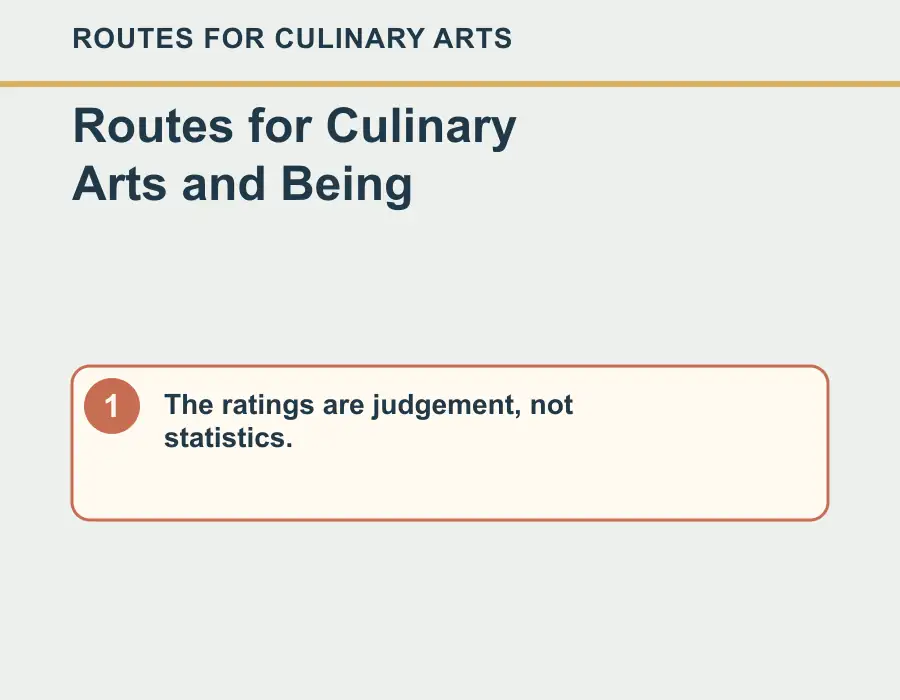 ROUTES FOR CULINARY ARTS
Routes for Culinary
Arts and Being
1
The ratings are judgement, not
statistics.